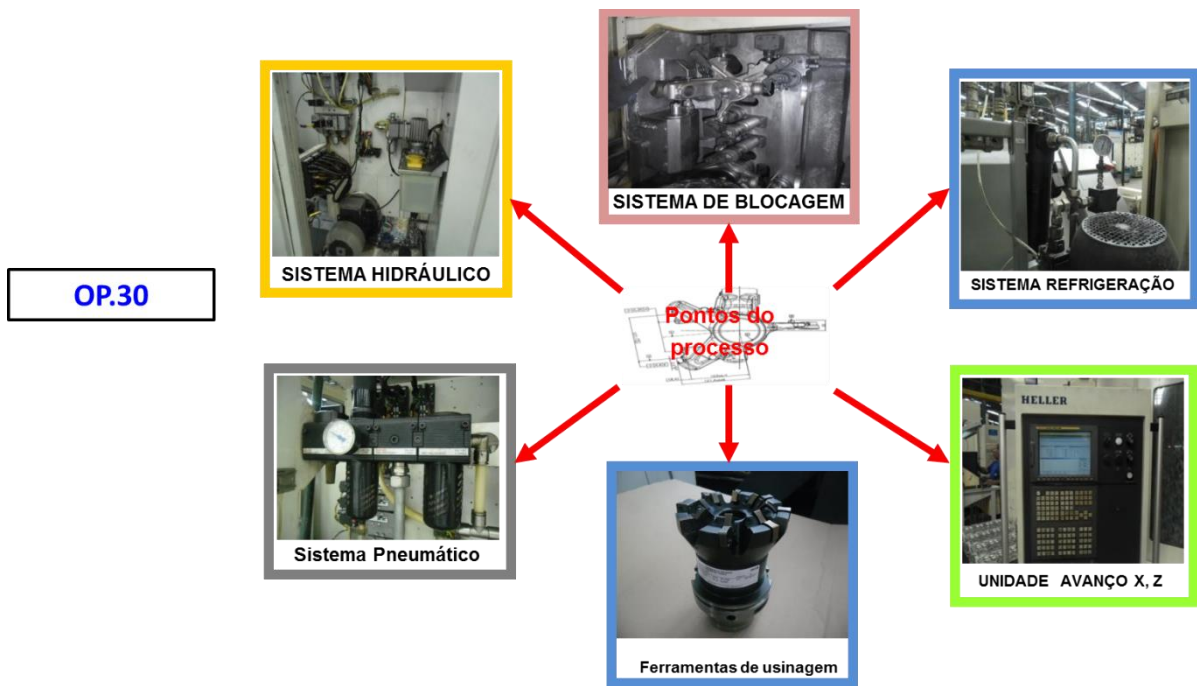 OP.30
SISTEMA HIDRÁULICO
SISTEMA DE BLOCAGEM
SISTEMA REFRIGERAÇÃO
Pontos do
processo
Sistema Pneumático
Ferramentas de usinagem
HELLER
UNIDADE AVANÇO X, Z